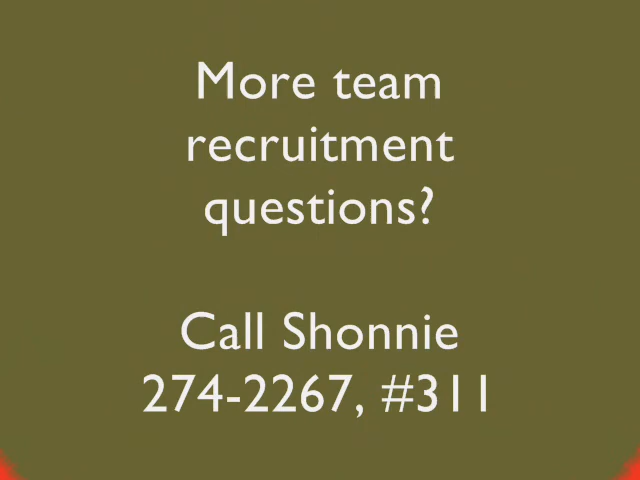 More team
recruitment
questions?
Call Shonnie
274-2267, #311